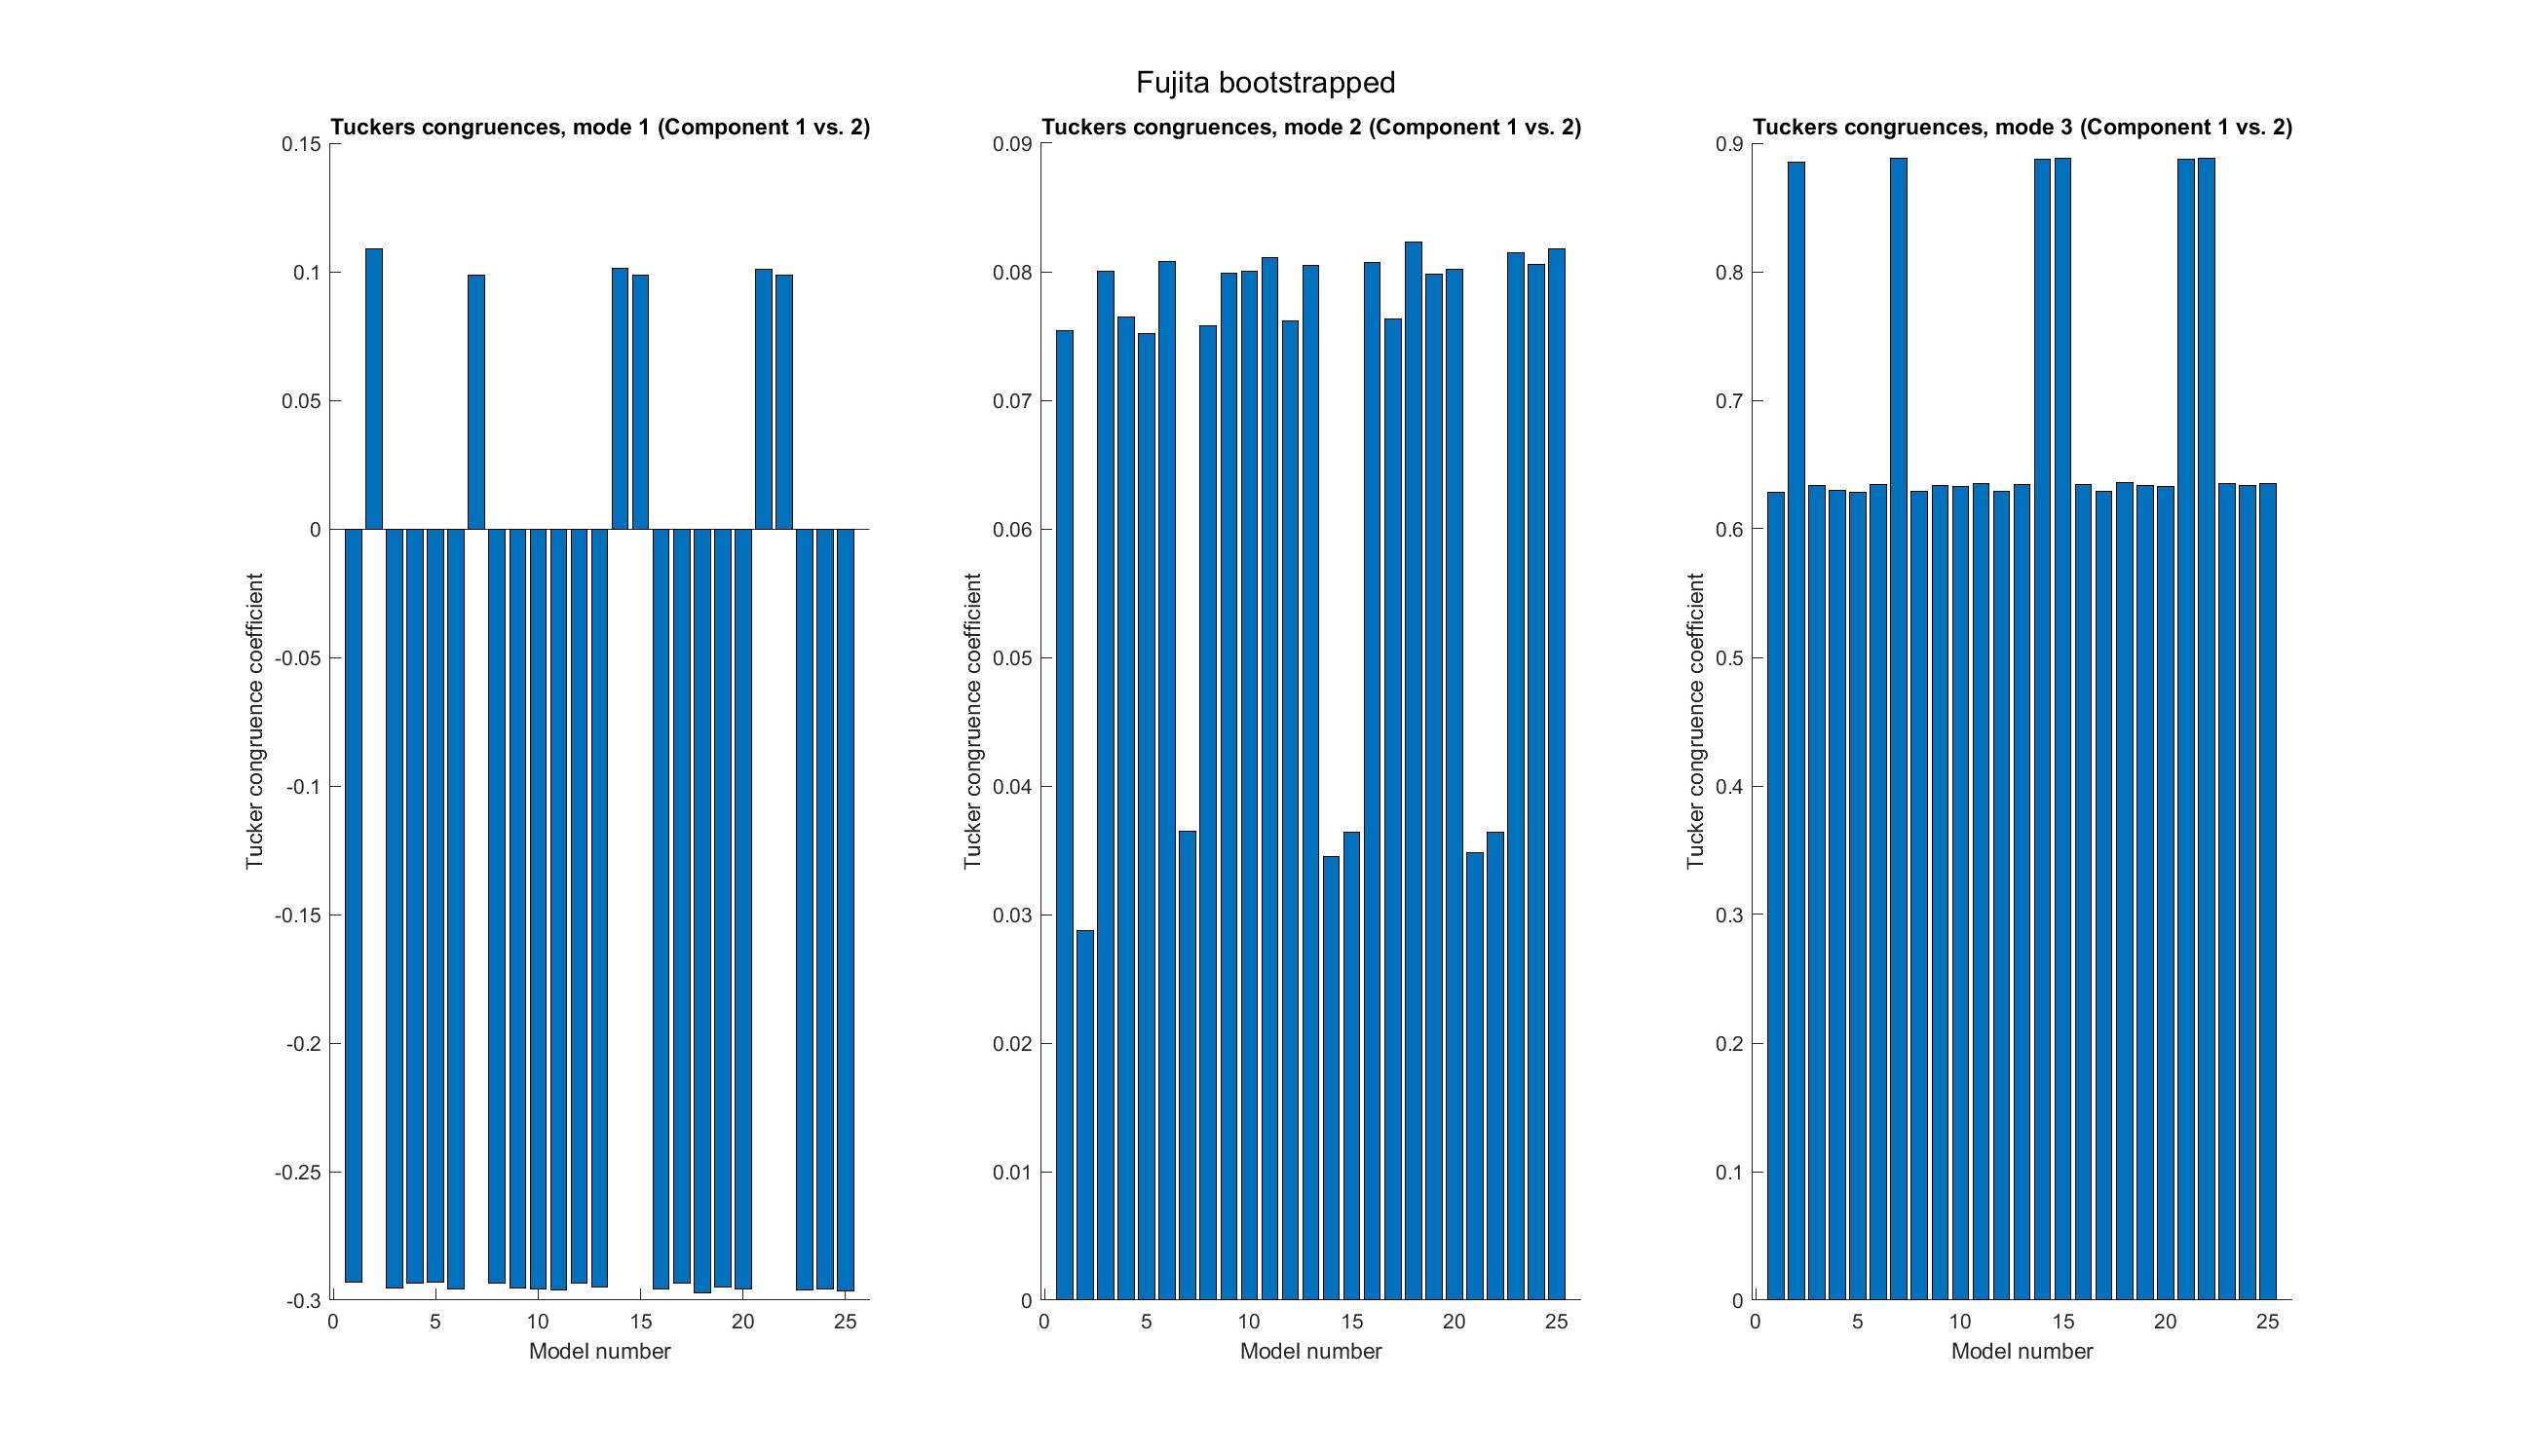 Fujita bootstrapped
Tuckers congruences, mode 1 (Component 1 vs. 2)
0.15
0.1
0.05
0
-0.05
-0.1
-0.15
-0.2
-0.25
-0.3
Tucker congruence coefficient
0 5 10 15 20 25
Model number
Tuckers congruences, mode 2 (Component 1 vs. 2)
0.09
0.08
0.07
0.06
0.05
0.04
0.03
0.02
0.01
0
Tucker congruence coefficient
0 5 10 15 20 25
Model number
Tuckers congruences, mode 3 (Component 1 vs. 2)
0.9
0.8
0.7
0.6
0.5
0.4
0.3
0.2
0.1
0
Tucker congruence coefficient
0 5 10 15 20 25
Model number